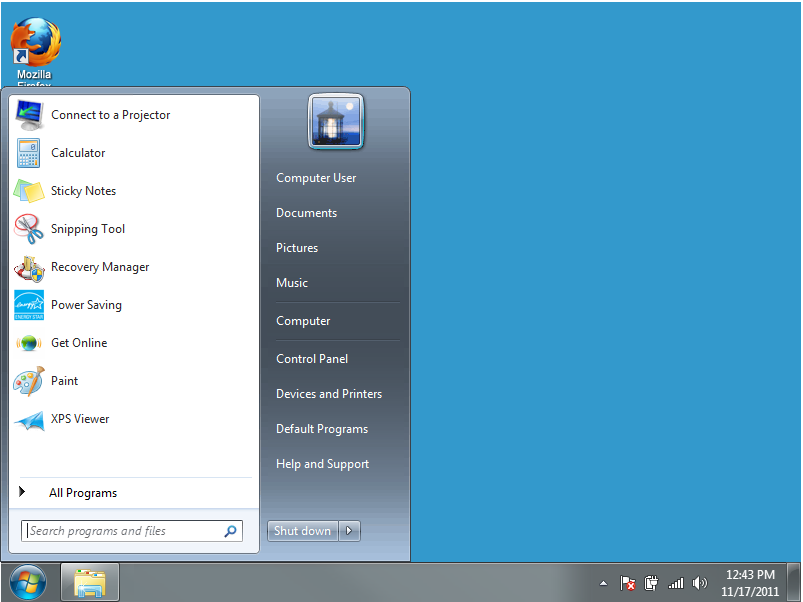 Mozilla
Firefox
Connect to a Projector
Calculator
Sticky Notes
Snipping Tool
Recovery Manager
Power Saving
Get Online
Paint
XPS Viewer
All Programs
Search programs and files
Computer User
Documents
Pictures
Music
Computer
Control Panel
Devices and Printers
Default Programs
Help and Support
Shut down
12:43 PM
11/17/2011